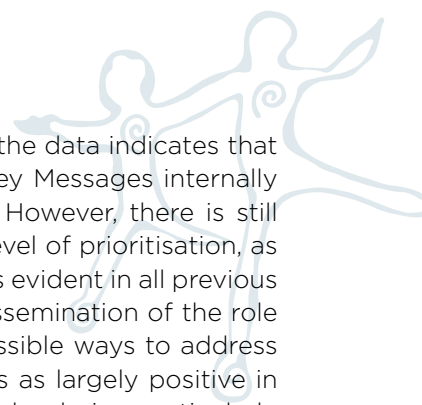 the data indicates that
ey Messages internally
However, there is still
evel of prioritisation, as
s evident in all previous
ssemination of the role
ssible ways to address
s as largely positive in